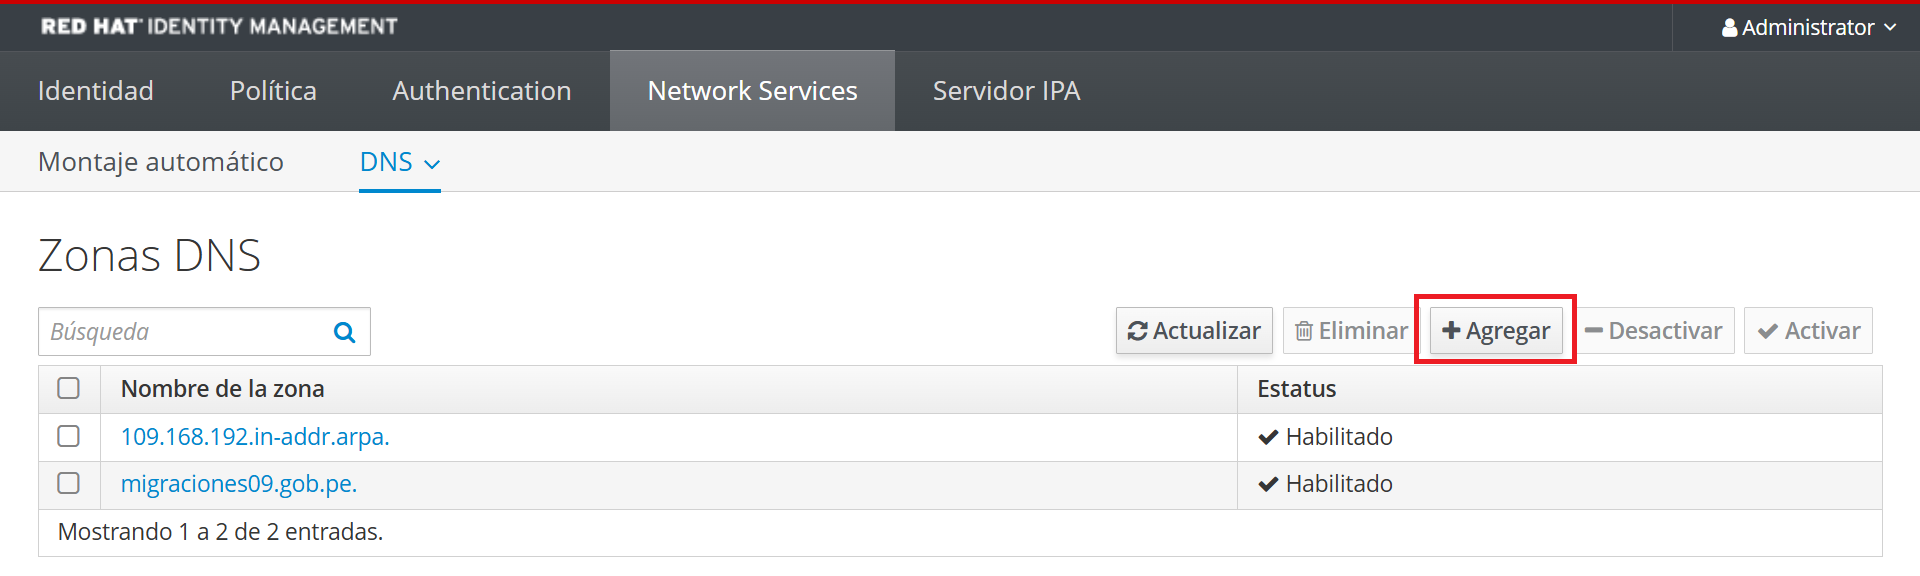 RED HAT IDENTITY MANAGEMENT Administrator
Identidad Política Authentication Network Services Servidor IPA
Montaje automático DNS
Zonas DNS
Búsqueda Actualizar Eliminar Agregar Desactivar Activar
Nombre de la zona Estatus
109.168.192.in-addr.arpa. Habilitado
migraciones09.gob.pe. Habilitado
Mostrando 1 a 2 de 2 entradas.